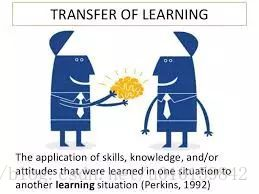 TRANSFER OF LEARNING
The application of skills, knowledge, and/or
attitudes that were learned in one situation to
another learning situation (Perkins, 1992)